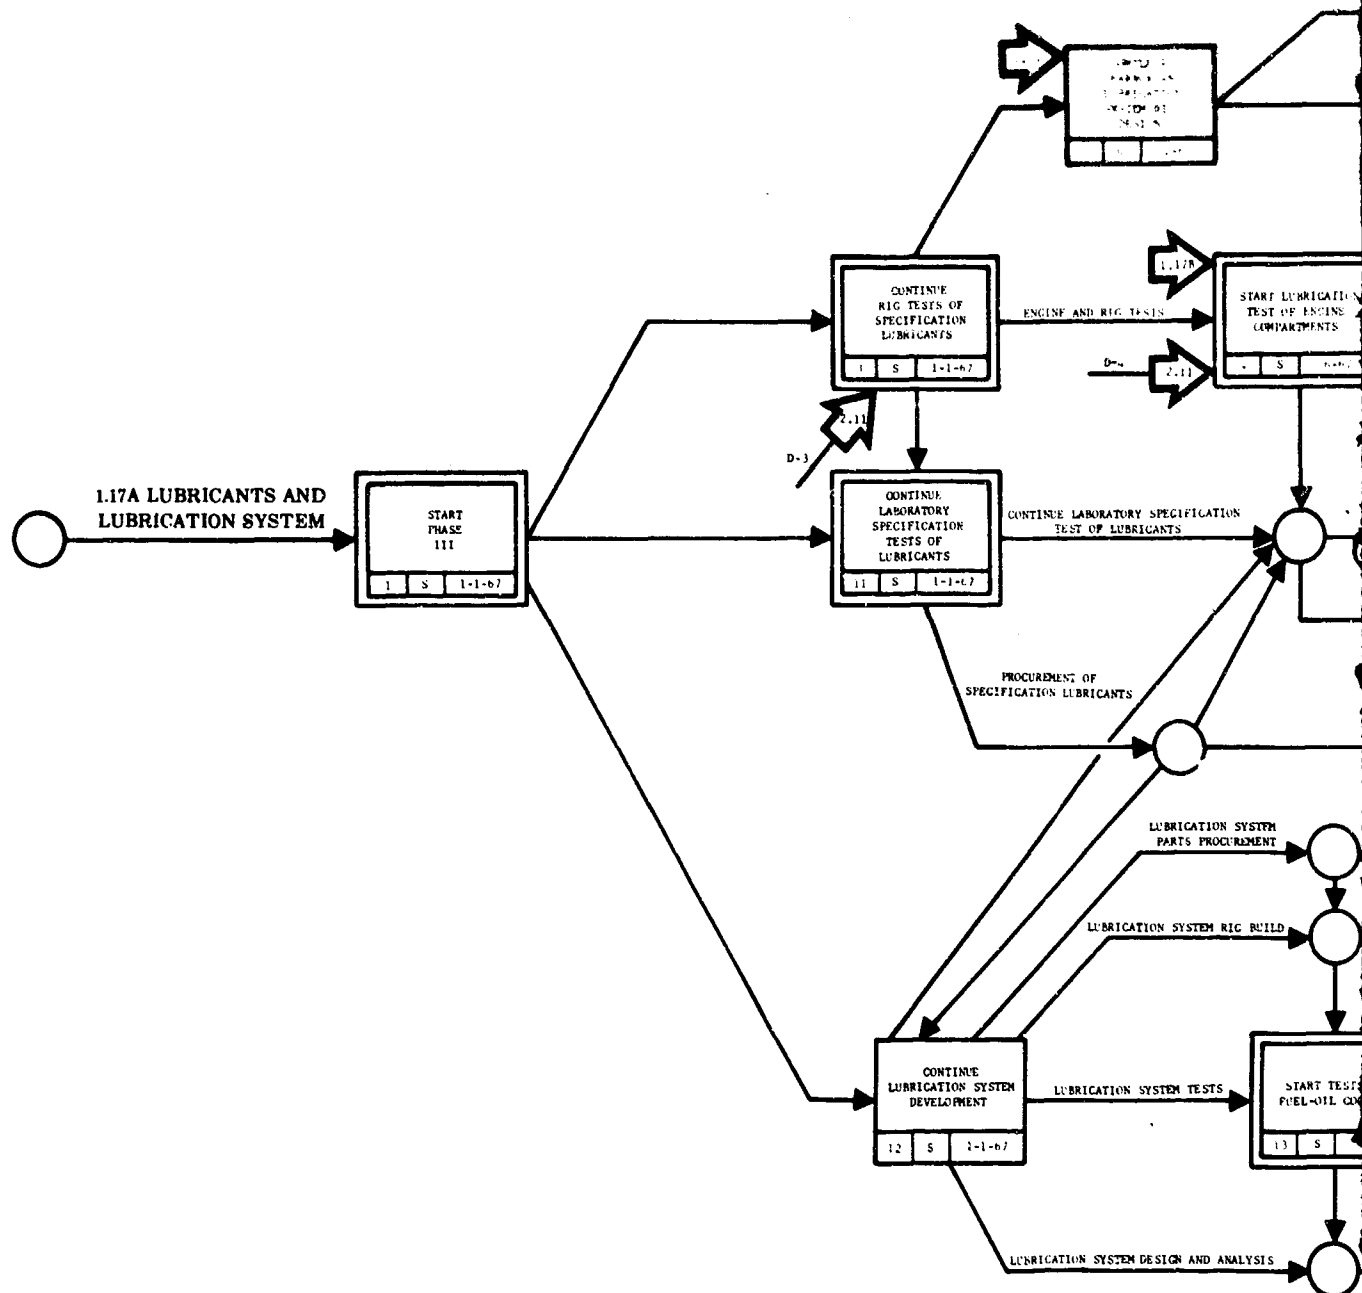 1.17A LUBRICANTS AND
LUBRICATION SYSTEM
START
PHASE
III
1 S 1-1-67
CONTINUE
RIG TESTS OF
SPECIFICATION
LUBRICANTS
S 1-1-67
2.11
D-3
ENGINE AND RIG TESTS
1.17B
START LUBRICATION
TEST OF ENGINE
COMPARTMENTS
S
2.11
CONTINUE
LABORATORY
SPECIFICATION
TESTS OF
LUBRICANTS
11 S 1-1-67
CONTINUE LABORATORY SPECIFICATION
TEST OF LUBRICANTS
PROCUREMENT OF
SPECIFICATION LUBRICANTS
LUBRICATION SYSTEM
PARTS PROCUREMENT
LUBRICATION SYSTEM RIG BUILD
CONTINUE
LUBRICATION SYSTEM
DEVELOPMENT
12 S 1-1-67
LUBRICATION SYSTEM TESTS
START TESTS
FUEL-OIL
13 S
LUBRICATION SYSTEM DESIGN AND ANALYSIS